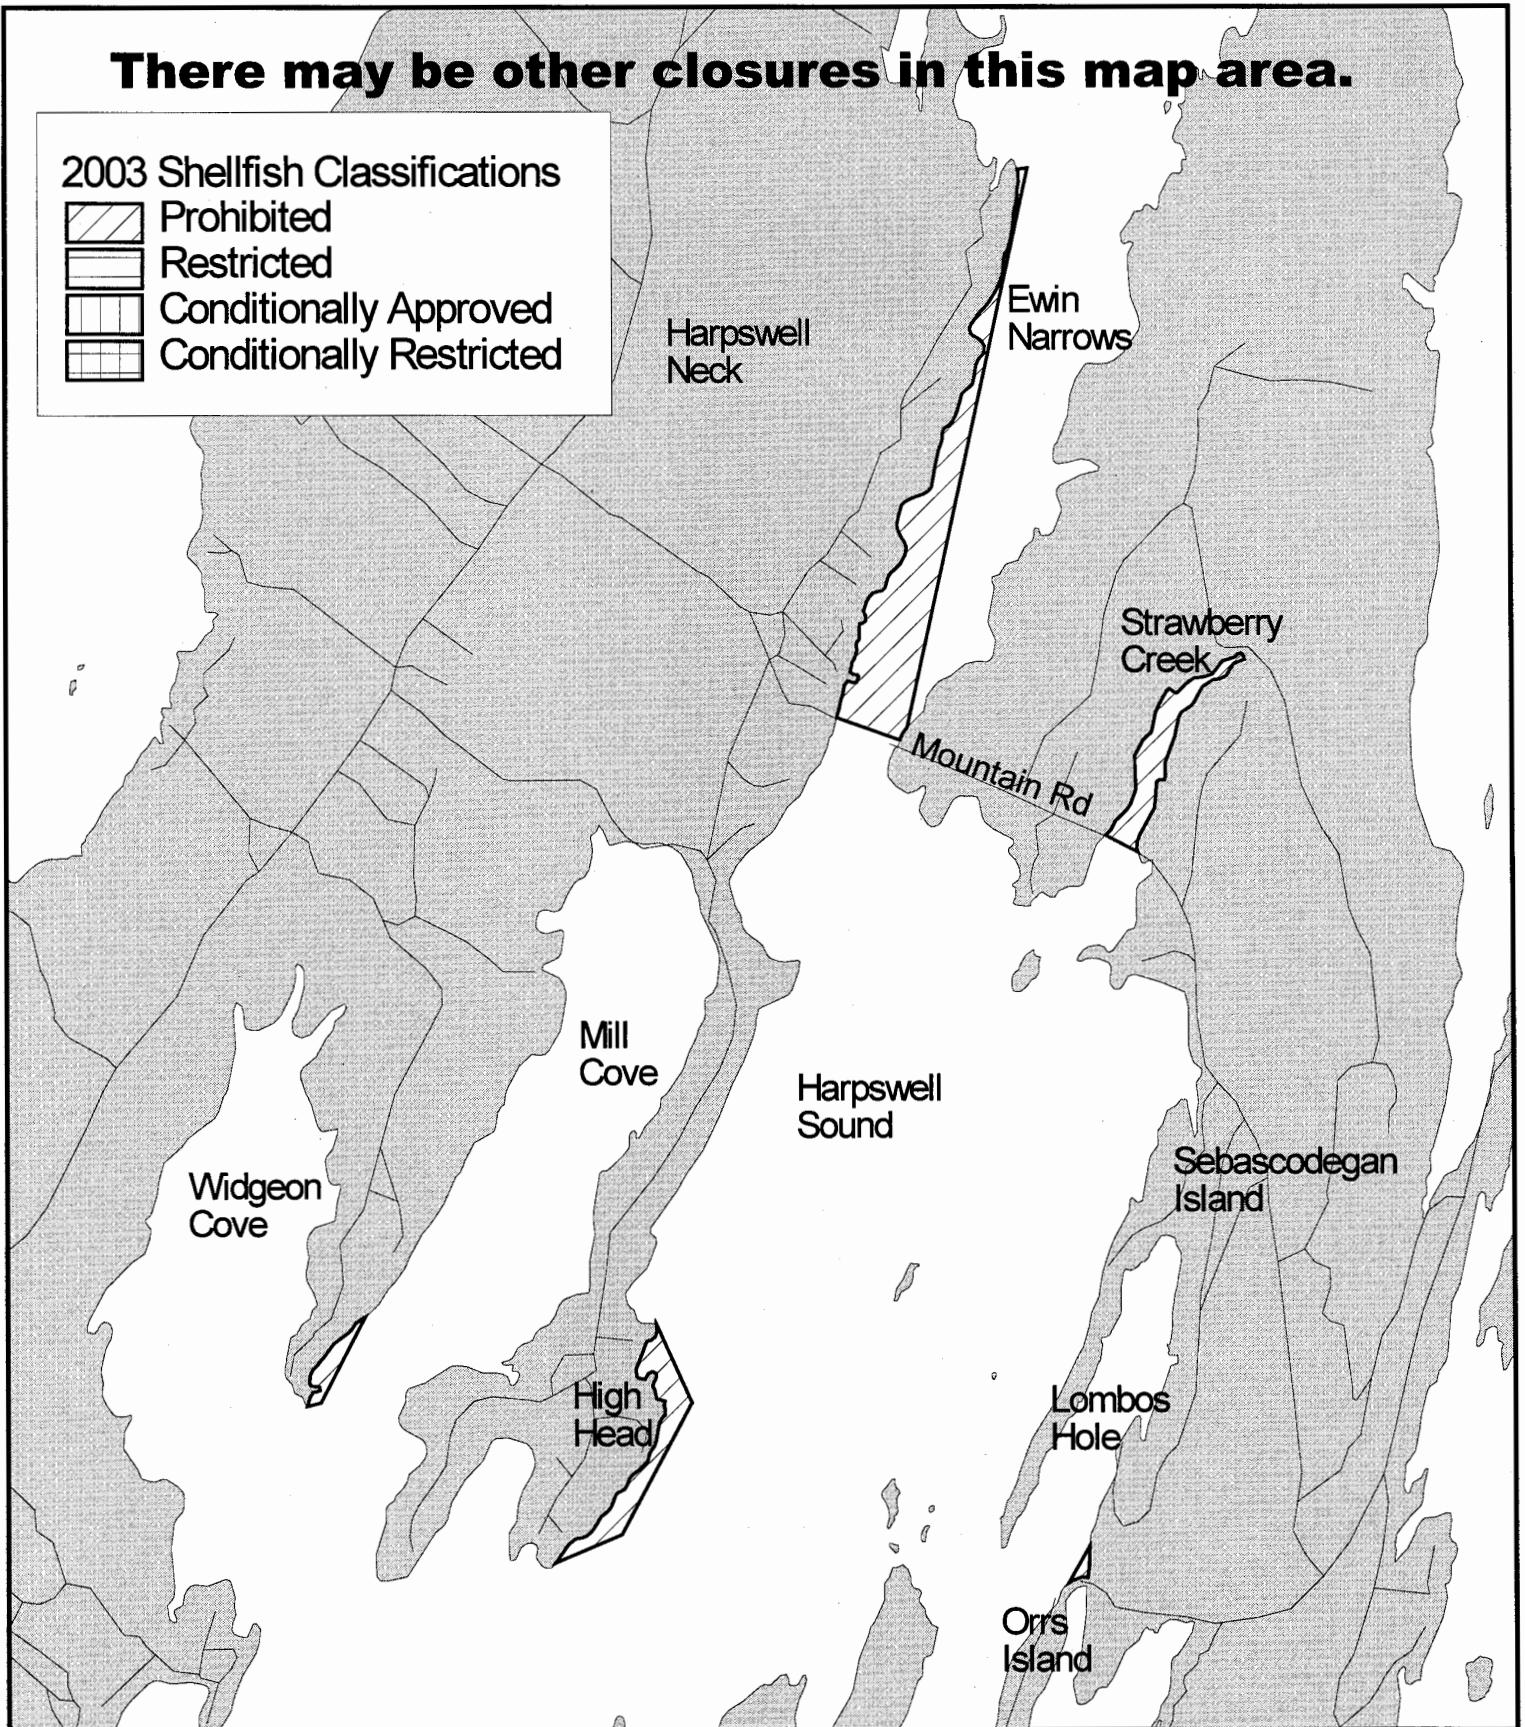 There may be other closures in this map area.
2003 Shellfish Classifications
Prohibited
Restricted
Conditionally Approved
Conditionally Restricted
Harpswell
Neck
Ewin
Narrows
Strawberry
Creek
Mountain Rd
Mill
Cove
Harpswell
Sound
Widgeon
Cove
Sebascodegan
Island
High
Head
Lombos
Hole
Orrs
Island